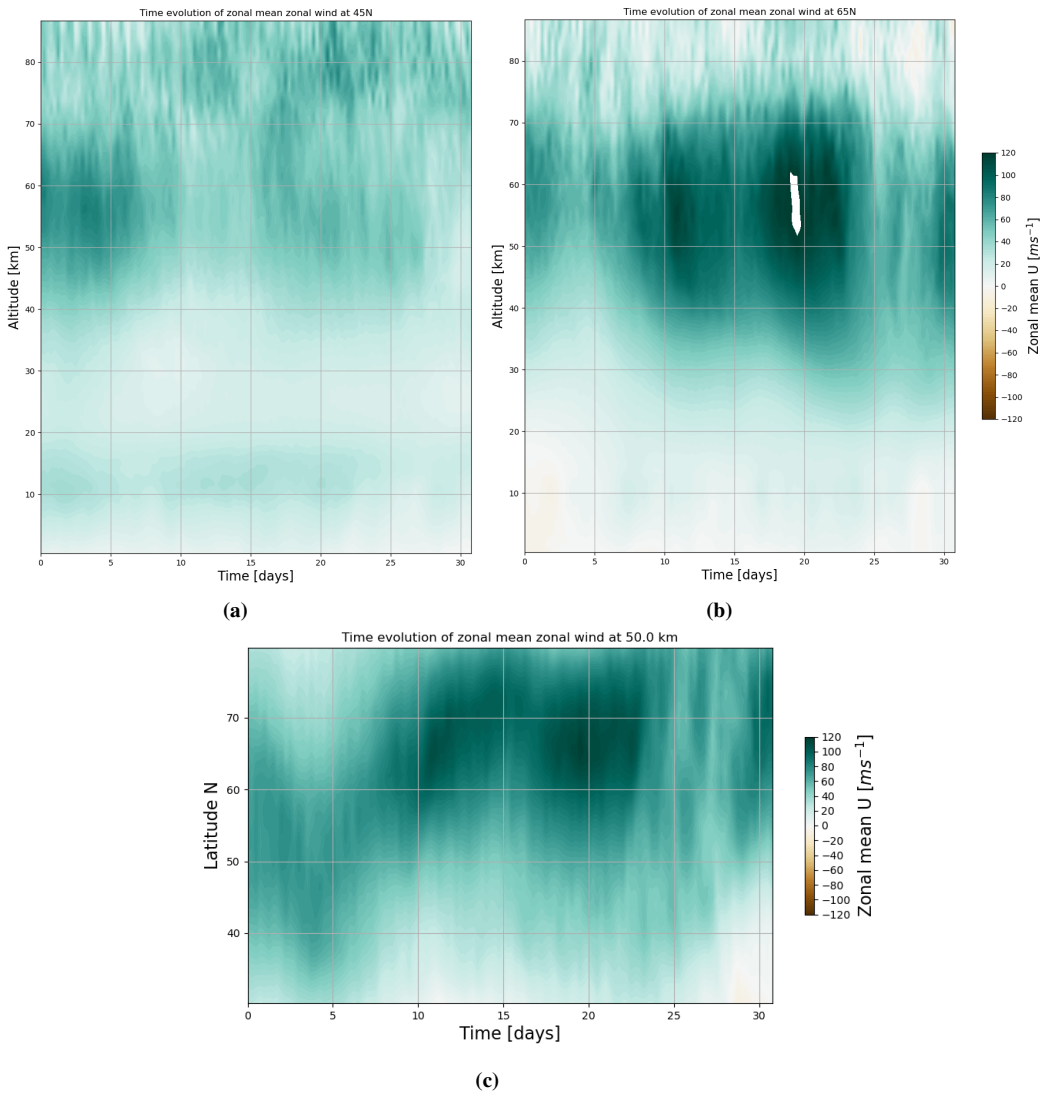 Time evolution of zonal mean zonal wind at 45N
Altitude [km]
80
70
60
50
40
30
20
10
0 5 10 15 20 25 30
Time [days]
(a)
Time evolution of zonal mean zonal wind at 65N
Altitude [km]
80
70
60
50
40
30
20
10
0 5 10 15 20 25 30
Time [days]
120
100
80
60
40
20
0
−20
−40
−60
−80
−100
−120
Zonal mean U [ms⁻¹]
(b)
Time evolution of zonal mean zonal wind at 50.0 km
Latitude N
70
60
50
40
0 5 10 15 20 25 30
Time [days]
120
100
80
60
40
20
0
−20
−40
−60
−80
−100
−120
Zonal mean U [ms⁻¹]
(c)